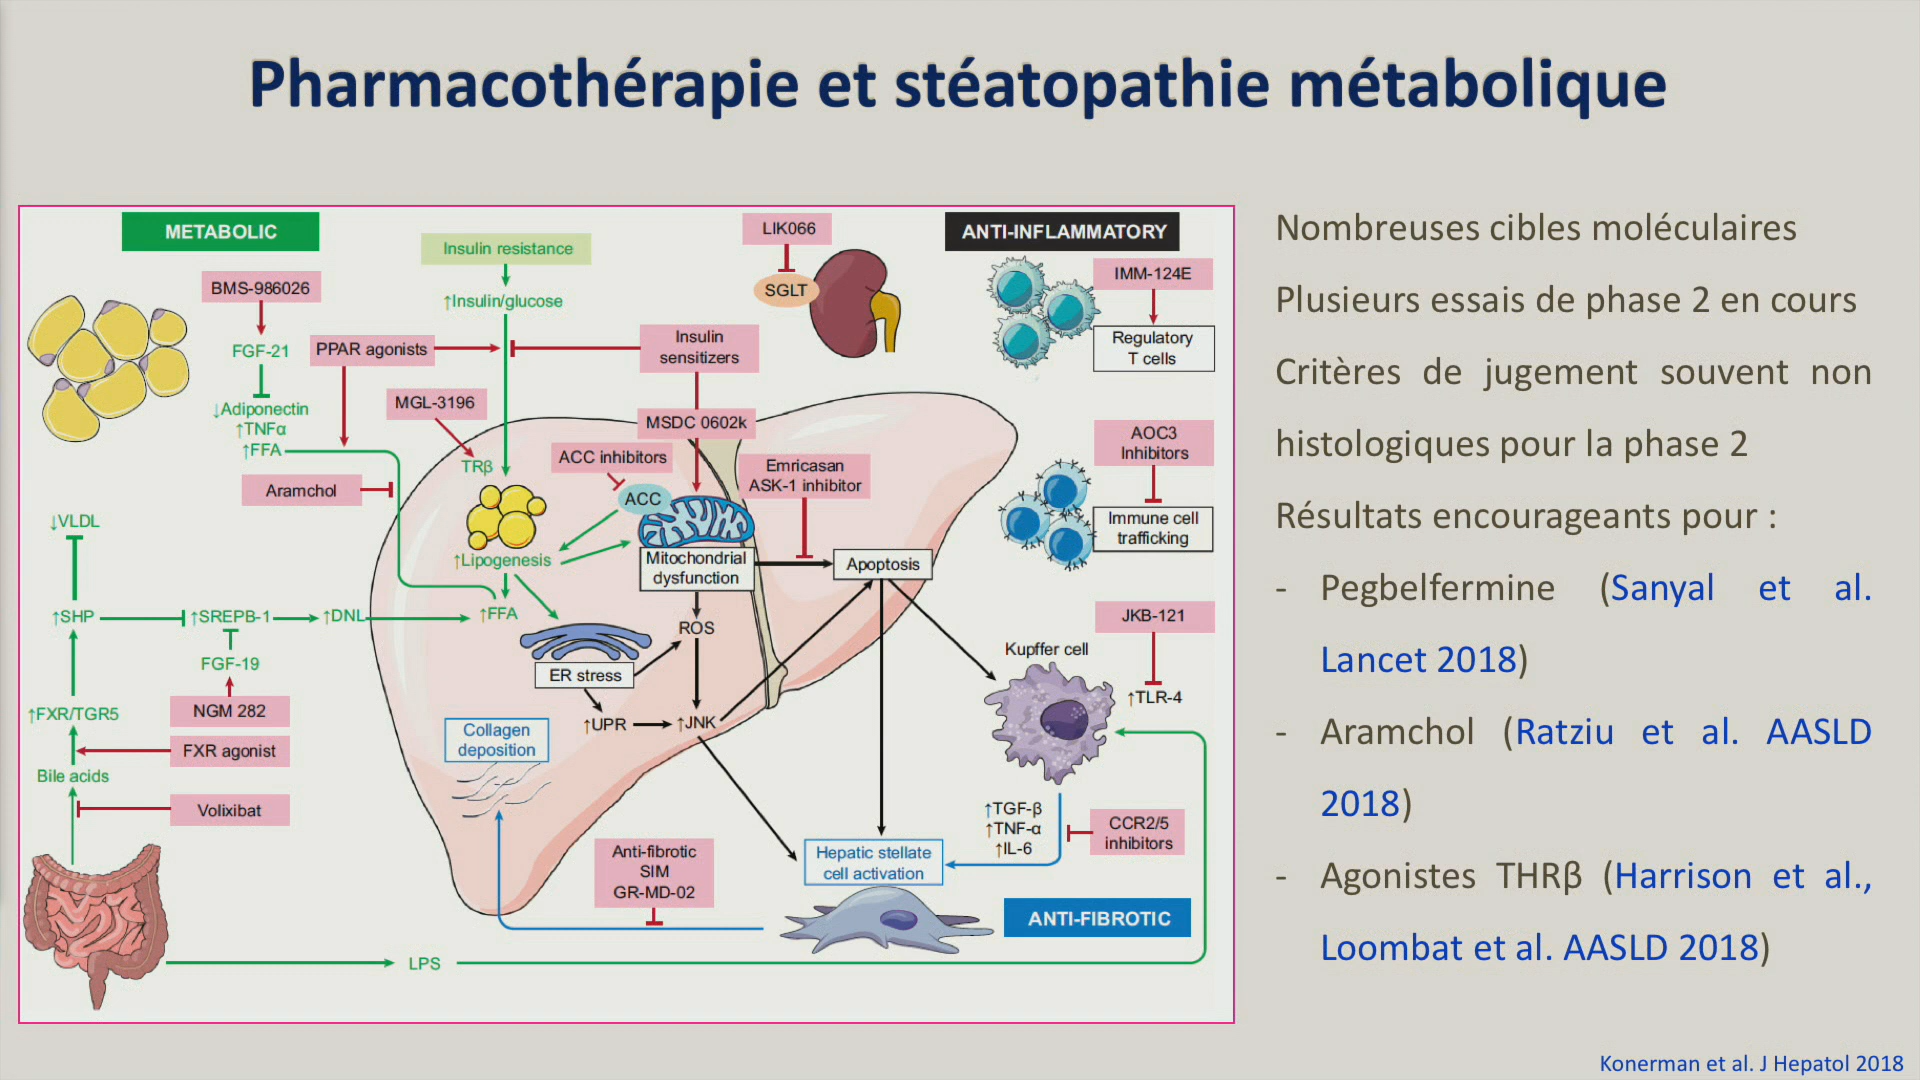 Pharmacothérapie et stéatopathie métabolique
METABOLIC
BMS-986026
FGF-21
↓Adiponectin
↑TNFα
↑FFA
PPAR agonists
Insulin resistance
↑Insulin/glucose
MGL-3196
TRβ
Aramchol
↓VLDL
↑SHP
↑SREPB-1
↑DNL
↑FFA
FGF-19
NGM 282
↑FXR/TGR5
FXR agonist
Bile acids
Volixibat
LPS
LIK066
SGLT
Insulin
sensitizers
MSDC 0602k
ACC inhibitors
ACC
Emricasan
ASK-1 inhibitor
↑Lipogenesis
Mitochondrial
dysfunction
Apoptosis
ROS
ER stress
↑UPR
↑JNK
Collagen
deposition
Anti-fibrotic
SIM
GR-MD-02
Hepatic stellate
cell activation
ANTI-INFLAMMATORY
IMM-124E
Regulatory
T cells
AOC3
Inhibitors
Immune cell
trafficking
JKB-121
Kupffer cell
↑TLR-4
↑TGF-β
↑TNF-α
↑IL-6
CCR2/5
inhibitors
ANTI-FIBROTIC
Nombreuses cibles moléculaires
Plusieurs essais de phase 2 en cours
Critères de jugement souvent non
histologiques pour la phase 2
Résultats encourageants pour :
- Pegbelfermine (Sanyal et al.
Lancet 2018)
- Aramchol (Ratziu et al. AASLD
2018)
- Agonistes THRβ (Harrison et al.,
Loombat et al. AASLD 2018)
Konerman et al. J Hepatol 2018